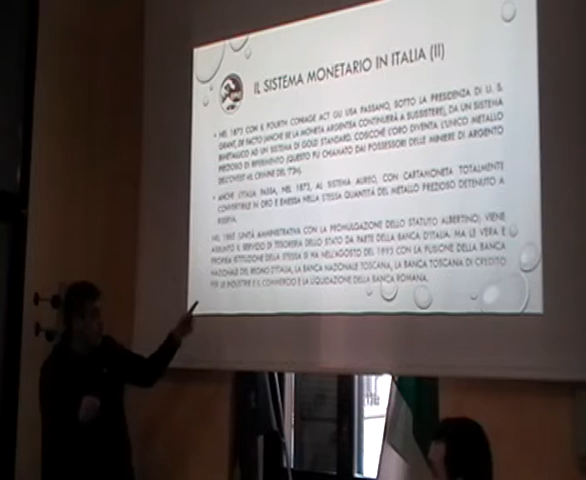 IL SISTEMA MONETARIO IN ITALIA (II)
• NEL 1873 CON IL FOURTH COINAGE ACT GLI USA PASSANO, SOTTO LA PRESIDENZA DI U. S.
GRANT, DE FACTO (ANCHE SE LA MONETA ARGENTEA CONTINUERÀ A SUSSISTERE), DA UN SISTEMA
BIMETALLICO AD UN SISTEMA DI GOLD STANDARD, COSICCHÉ L'ORO DIVENTA L'UNICO METALLO
PREZIOSO DI RIFERIMENTO (QUESTO FU CHIAMATO DAI POSSESSORI DELLE MINIERE DI ARGENTO
DELL'OVEST «IL CRIMINE DEL '73»).
• ANCHE L'ITALIA PASSA, NEL 1873, AL SISTEMA AUREO, CON CARTAMONETA TOTALMENTE
CONVERTIBILE IN ORO E EMESSA NELLA STESSA QUANTITÀ DEL METALLO PREZIOSO DETENUTO A
RISERVA.
NEL UNITÀ AMMINISTRATIVA CON LA PROMULGAZIONE DELLO STATUTO ALBERTINO, VIENE
ASSUNTO IL SERVIZIO DI TESORERIA DELLO STATO DA PARTE DELLA BANCA D'ITALIA. MA LE VERA E
PROPRIA ISTITUZIONE DELLA STESSA SI HA NELL'AGOSTO DEL CON LA FUSIONE DELLA BANCA
NAZIONALE DEL REGNO D'ITALIA, LA BANCA NAZIONALE TOSCANA, LA BANCA TOSCANA DI CREDITO
PER LE INDUSTRIE E IL COMMERCIO E LA LIQUIDAZIONE DELLA BANCA ROMANA.